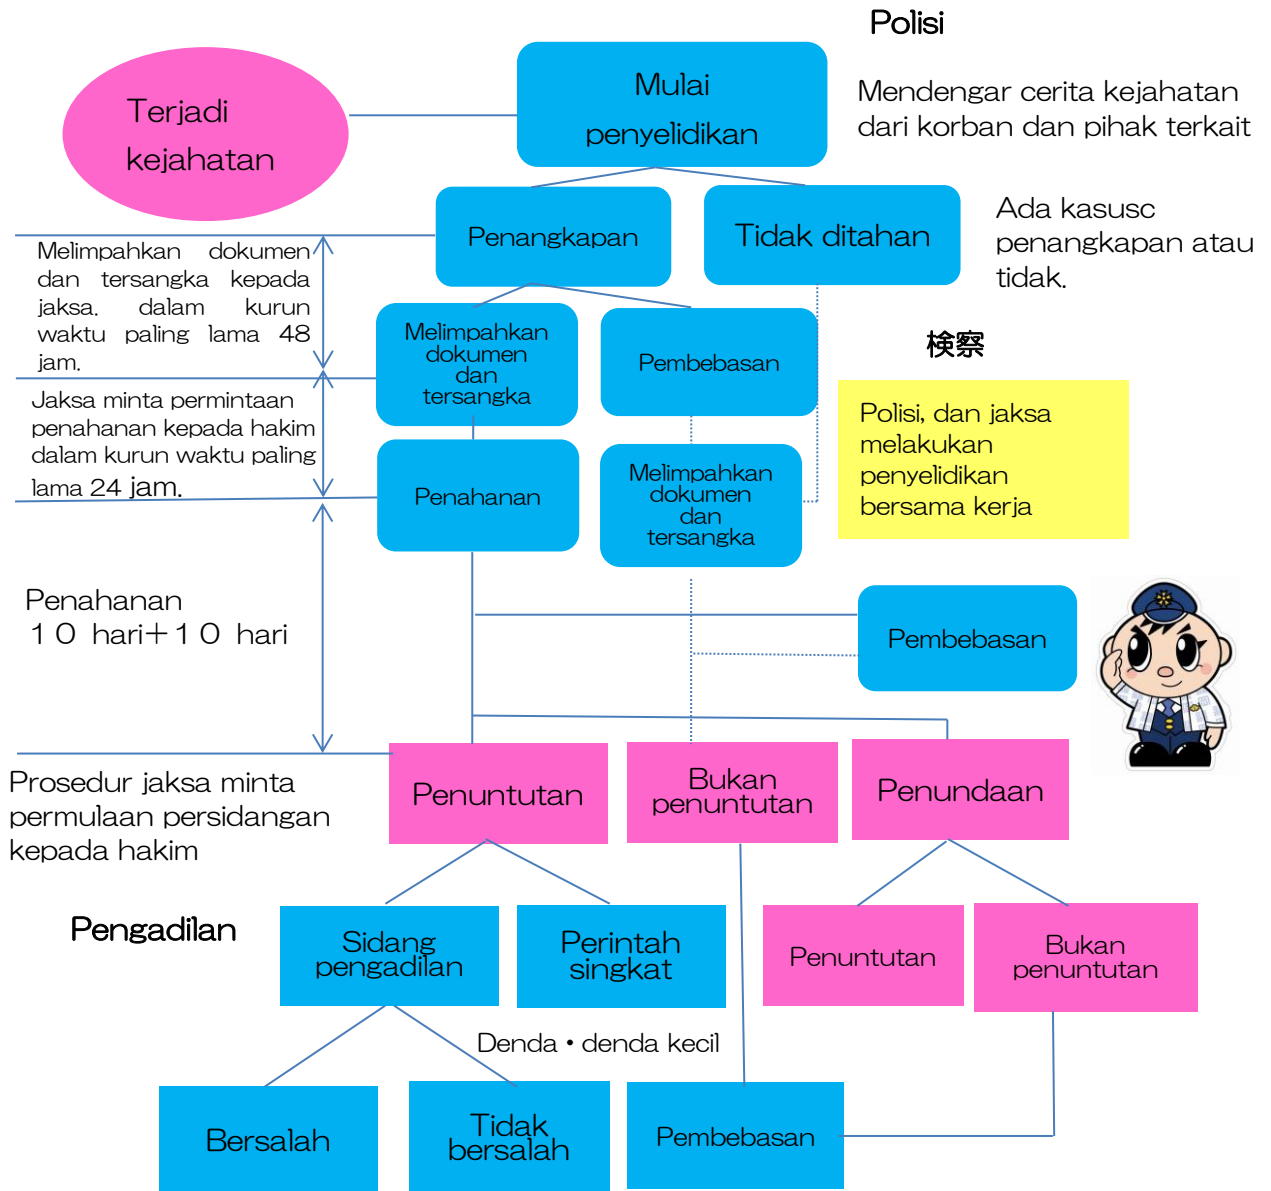 Polisi
Terjadi
kejahatan
Mulai
penyelidikan
Mendengar cerita kejahatan
dari korban dan pihak terkait
Penangkapan
Tidak ditahan
Ada kasusc
penangkapan atau
tidak.
Melimpahkan dokumen
dan tersangka kepada
jaksa. dalam kurun
waktu paling lama 48
jam.
Melimpahkan
dokumen
dan
tersangka
Pembebasan
検察
Jaksa minta permintaan
penahanan kepada hakim
dalam kurun waktu paling
lama 24 jam.
Polisi, dan jaksa
melakukan
penyelidikan
bersama kerja
Penahanan
Melimpahkan
dokumen
dan
tersangka
Penahanan
１０ hari＋１０ hari
Pembebasan
Prosedur jaksa minta
permulaan persidangan
kepada hakim
Penuntutan
Bukan
penuntutan
Penundaan
Pengadilan
Sidang
pengadilan
Perintah
singkat
Penuntutan
Bukan
penuntutan
Denda・denda kecil
Bersalah
Tidak
bersalah
Pembebasan